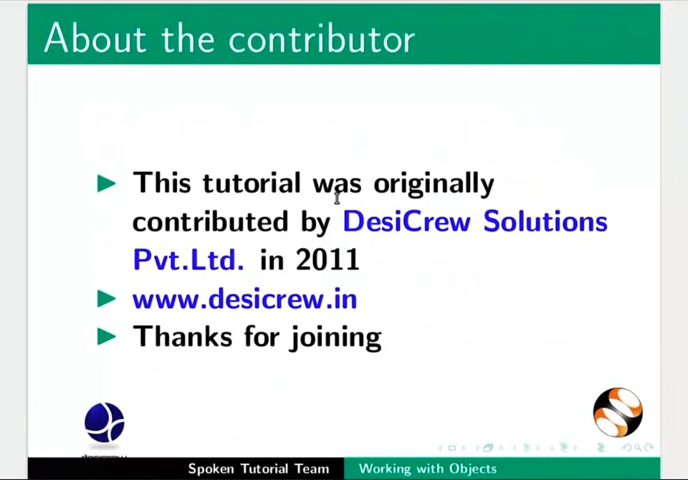 About the contributor
This tutorial was originally
contributed by DesiCrew Solutions
Pvt.Ltd. in 2011
www.desicrew.in
Thanks for joining
Spoken Tutorial Team
Working with Objects